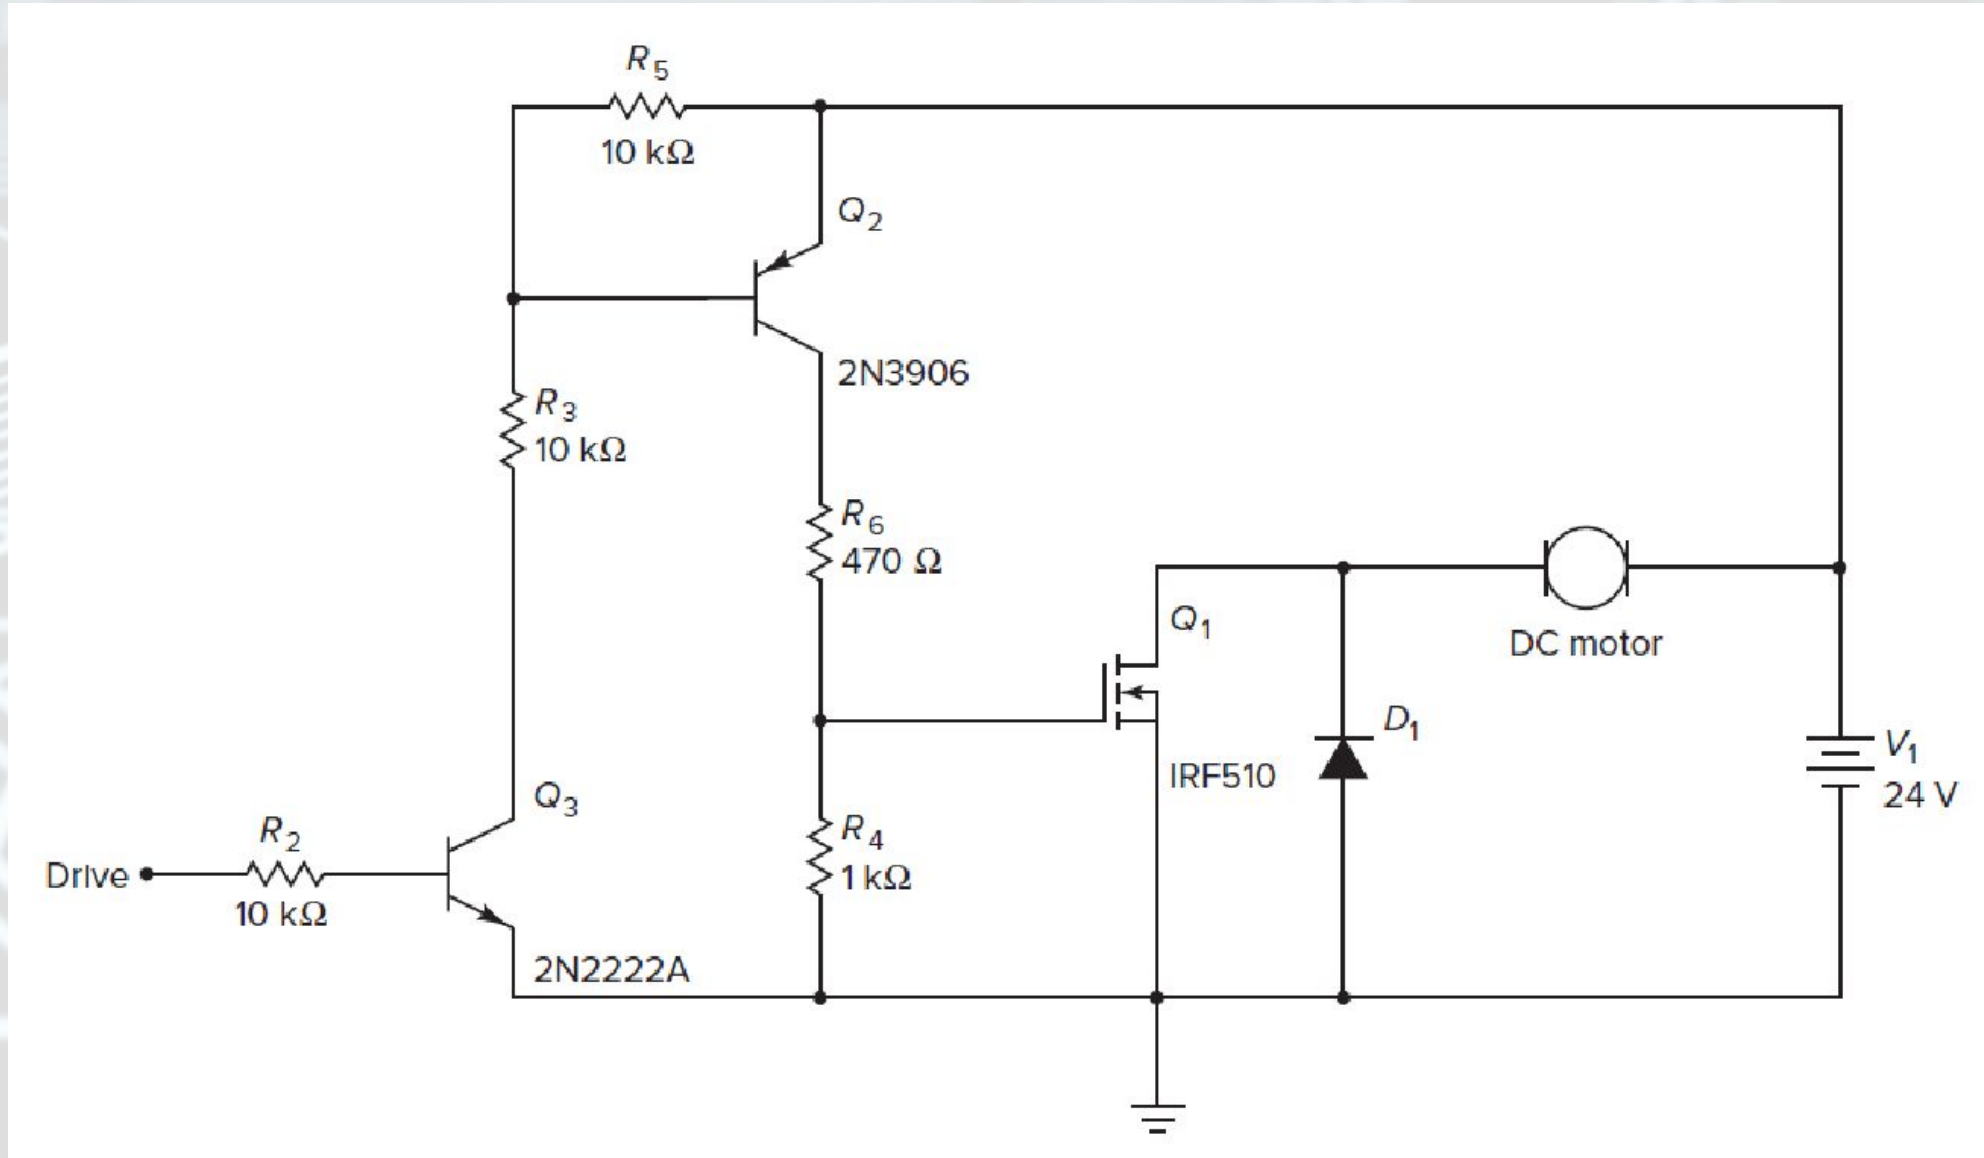 R5
10 kΩ
Q2
2N3906
R3
10 kΩ
R6
470 Ω
Q1
DC motor
D1
V1
24 V
IRF510
Q3
R2
R4
1 kΩ
Drive
10 kΩ
2N2222A